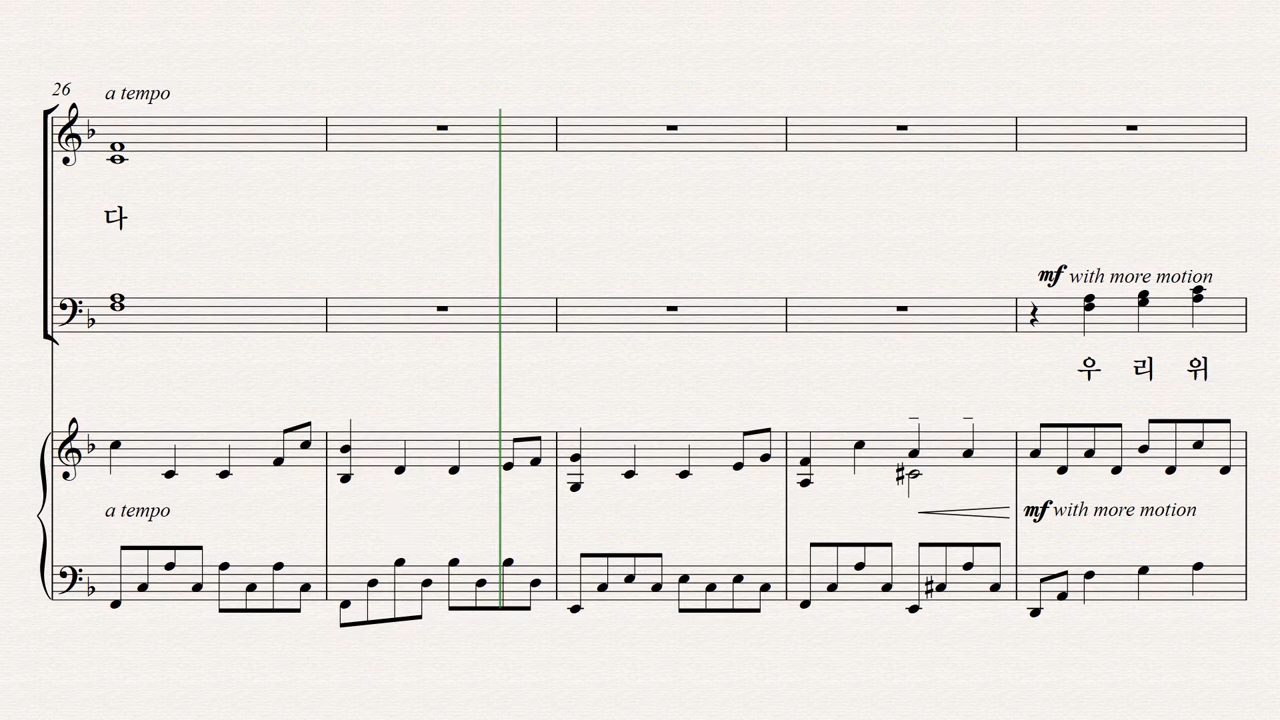 26
a tempo
다
mf with more motion
우 리 위
a tempo
mf with more motion